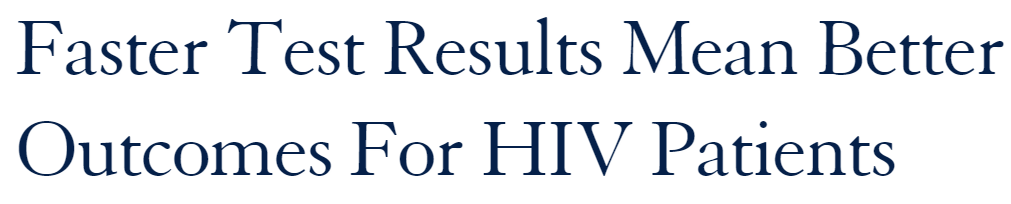 Faster Test Results Mean Better
Outcomes For HIV Patients